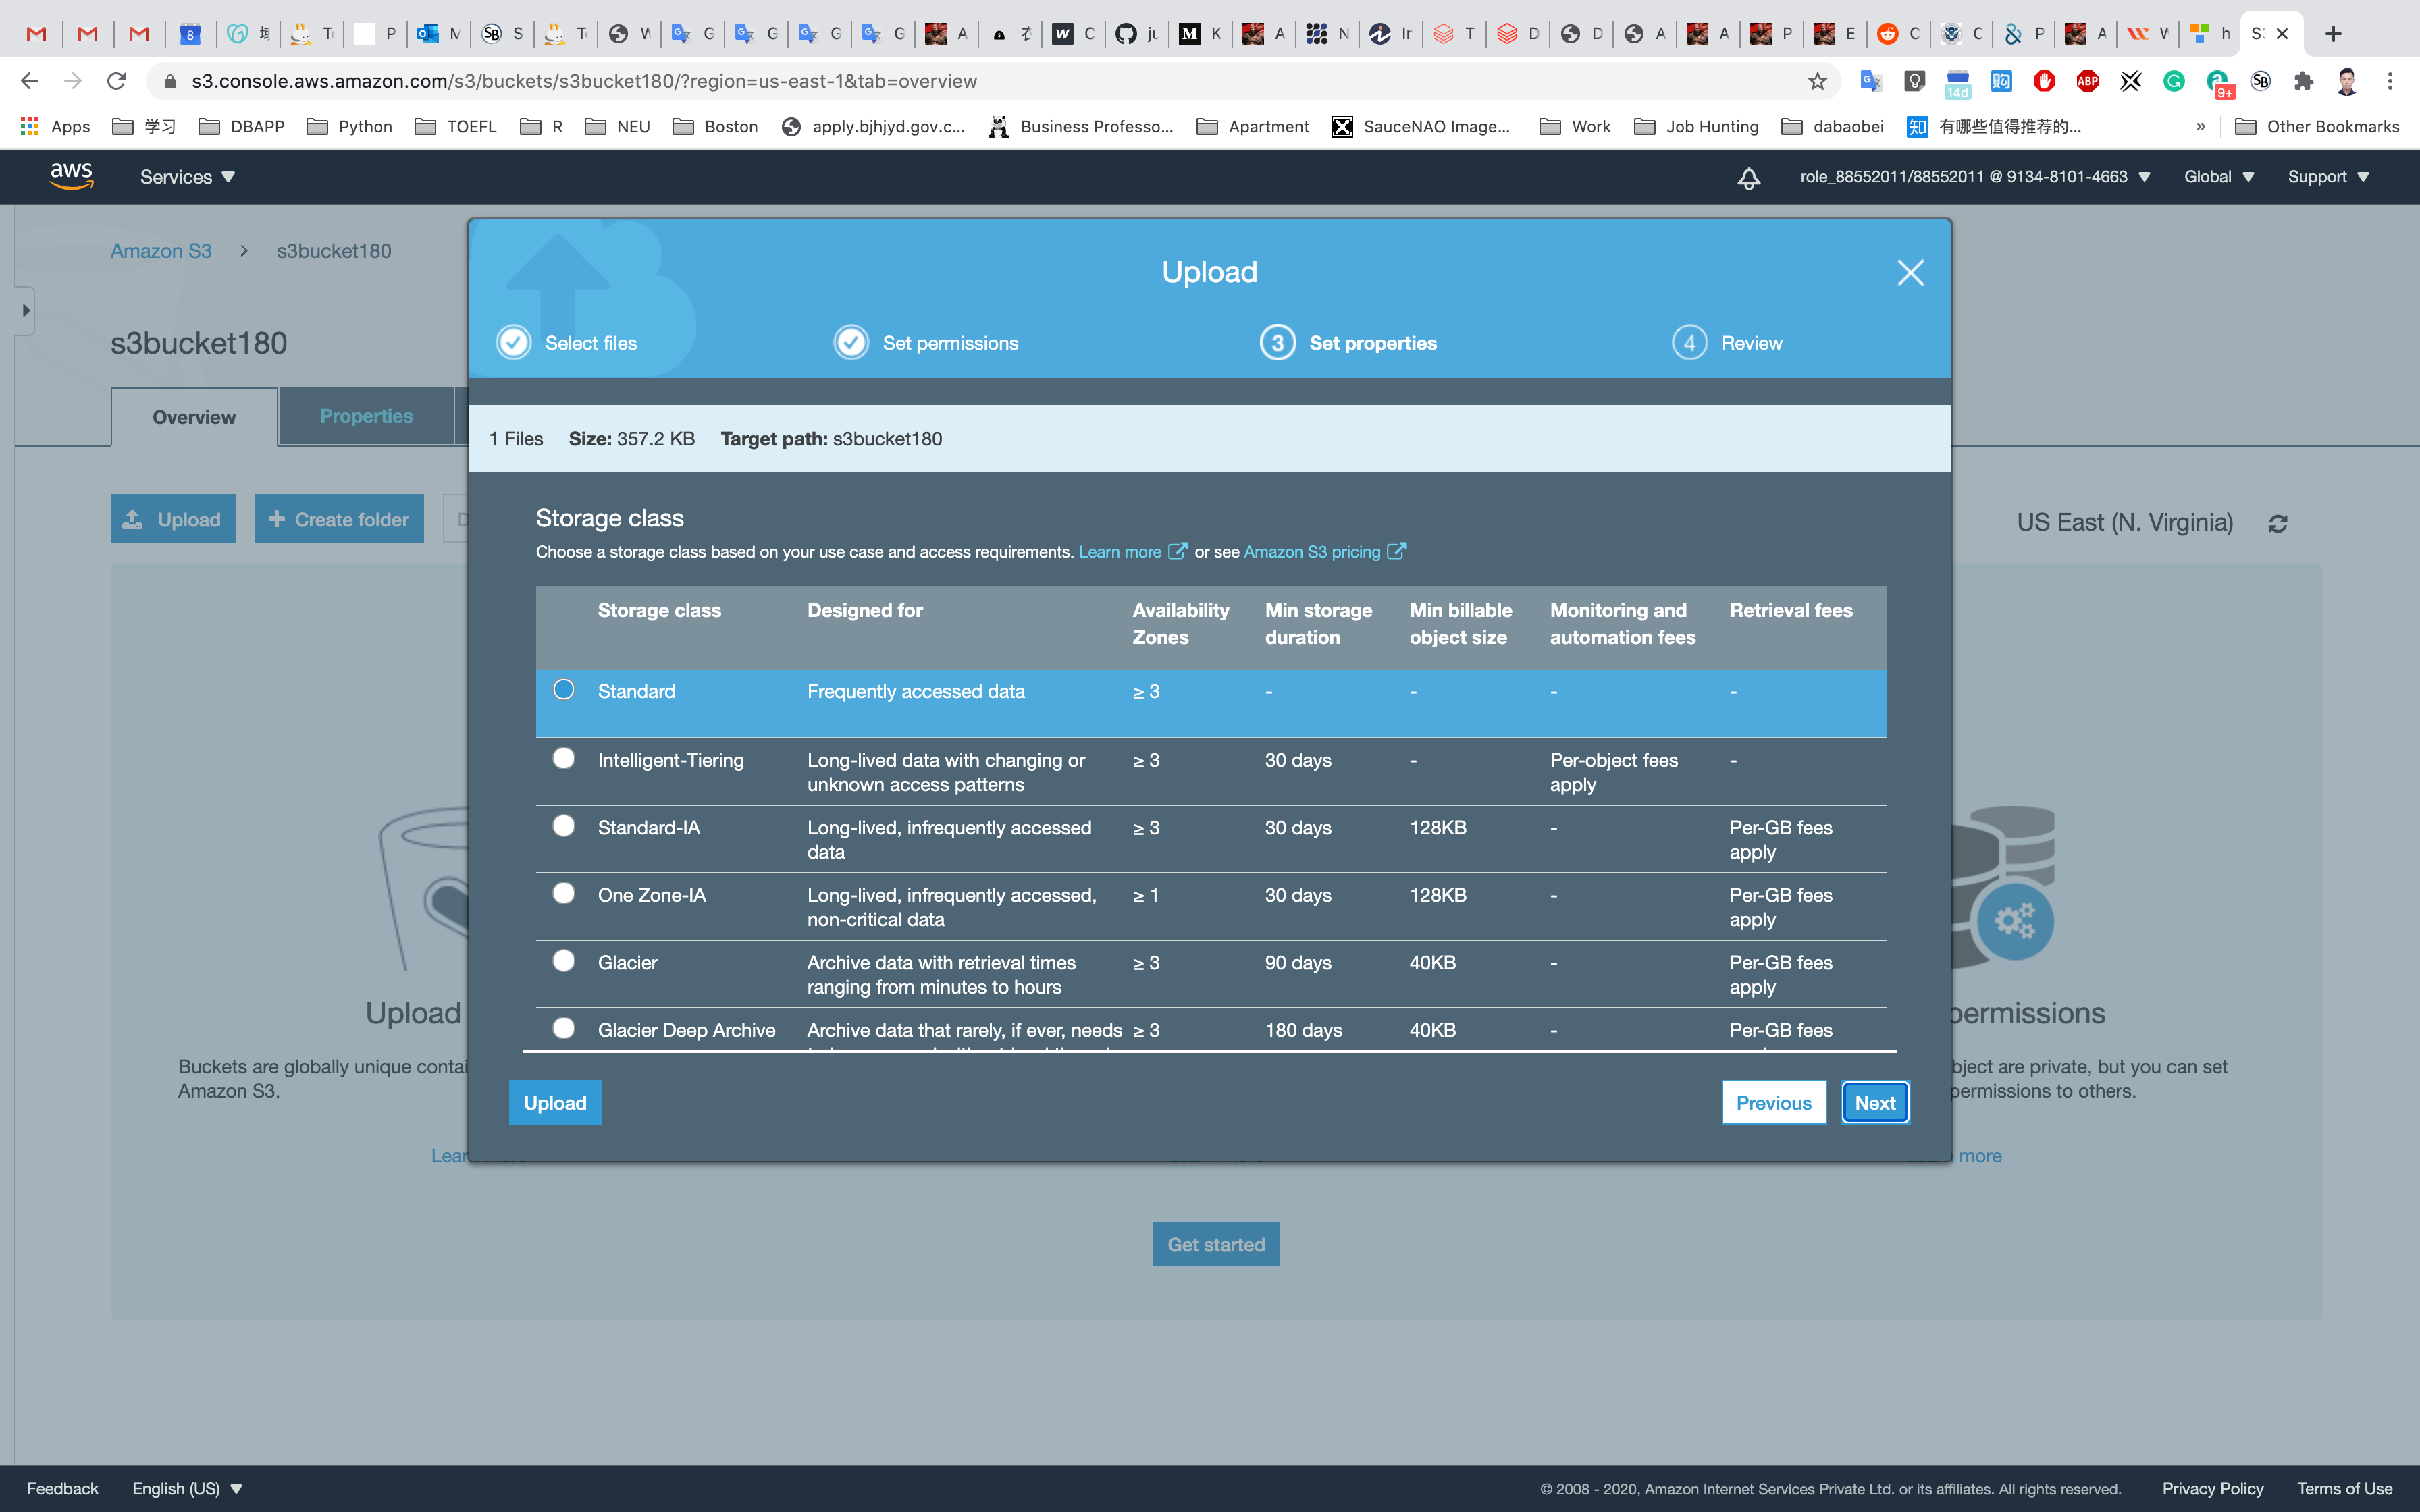 s3.console.aws.amazon.com/s3/buckets/s3bucket180/?region=us-east-1&tab=overview
14d
ABP
9+
Apps
学习
DBAPP
Python
TOEFL
R
NEU
Boston
apply.bjhjyd.gov.c...
Business Professo...
Apartment
SauceNAO Image...
Work
Job Hunting
dabaobei
有哪些值得推荐的...
»
Other Bookmarks
aws
Services
role_88552011/88552011 @ 9134-8101-4663
Global
Support
Amazon S3 > s3bucket180
s3bucket180
Overview
Properties
Upload
Create folder
US East (N. Virginia)
Upload
Select files
Set permissions
3 Set properties
4 Review
1 Files Size: 357.2 KB Target path: s3bucket180
Storage class
Choose a storage class based on your use case and access requirements. Learn more or see Amazon S3 pricing
Storage class Designed for Availability Zones Min storage duration Min billable object size Monitoring and automation fees Retrieval fees
Standard Frequently accessed data ≥ 3 - - - -
Intelligent-Tiering Long-lived data with changing or unknown access patterns ≥ 3 30 days - Per-object fees apply -
Standard-IA Long-lived, infrequently accessed data ≥ 3 30 days 128KB - Per-GB fees apply
One Zone-IA Long-lived, infrequently accessed, non-critical data ≥ 1 30 days 128KB - Per-GB fees apply
Glacier Archive data with retrieval times ranging from minutes to hours ≥ 3 90 days 40KB - Per-GB fees apply
Glacier Deep Archive Archive data that rarely, if ever, needs ≥ 3 180 days 40KB - Per-GB fees
Upload
Previous
Next
Upload
Buckets are globally unique contai
Amazon S3.
permissions
bject are private, but you can set
permissions to others.
more
Get started
Feedback
English (US)
© 2008 - 2020, Amazon Internet Services Private Ltd. or its affiliates. All rights reserved.
Privacy Policy
Terms of Use